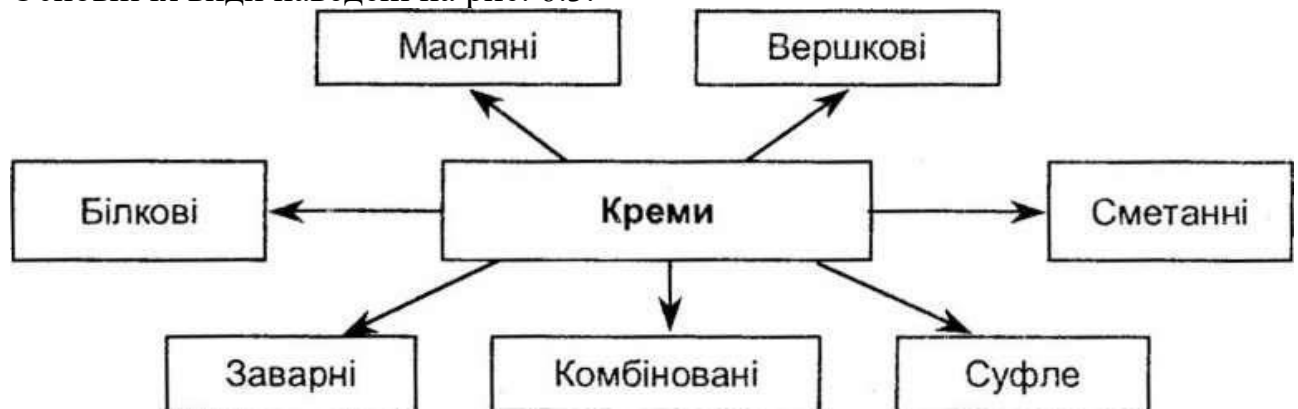 Масляні Вершкові
Білкові Креми Сметанні
Заварні Комбіновані Суфле